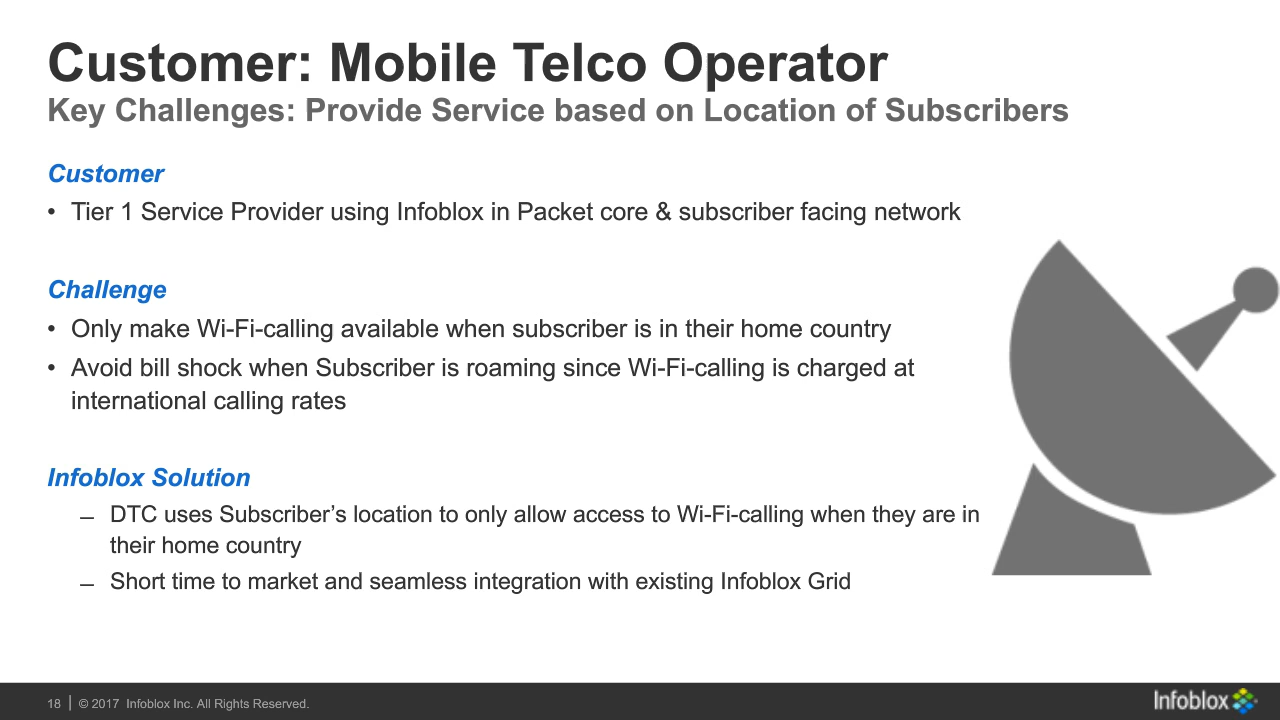 Customer: Mobile Telco Operator
Key Challenges: Provide Service based on Location of Subscribers
Customer
• Tier 1 Service Provider using Infoblox in Packet core & subscriber facing network
Challenge
• Only make Wi-Fi-calling available when subscriber is in their home country
• Avoid bill shock when Subscriber is roaming since Wi-Fi-calling is charged at
international calling rates
Infoblox Solution
– DTC uses Subscriber’s location to only allow access to Wi-Fi-calling when they are in
their home country
– Short time to market and seamless integration with existing Infoblox Grid
18 | © 2017 Infoblox Inc. All Rights Reserved.
Infoblox